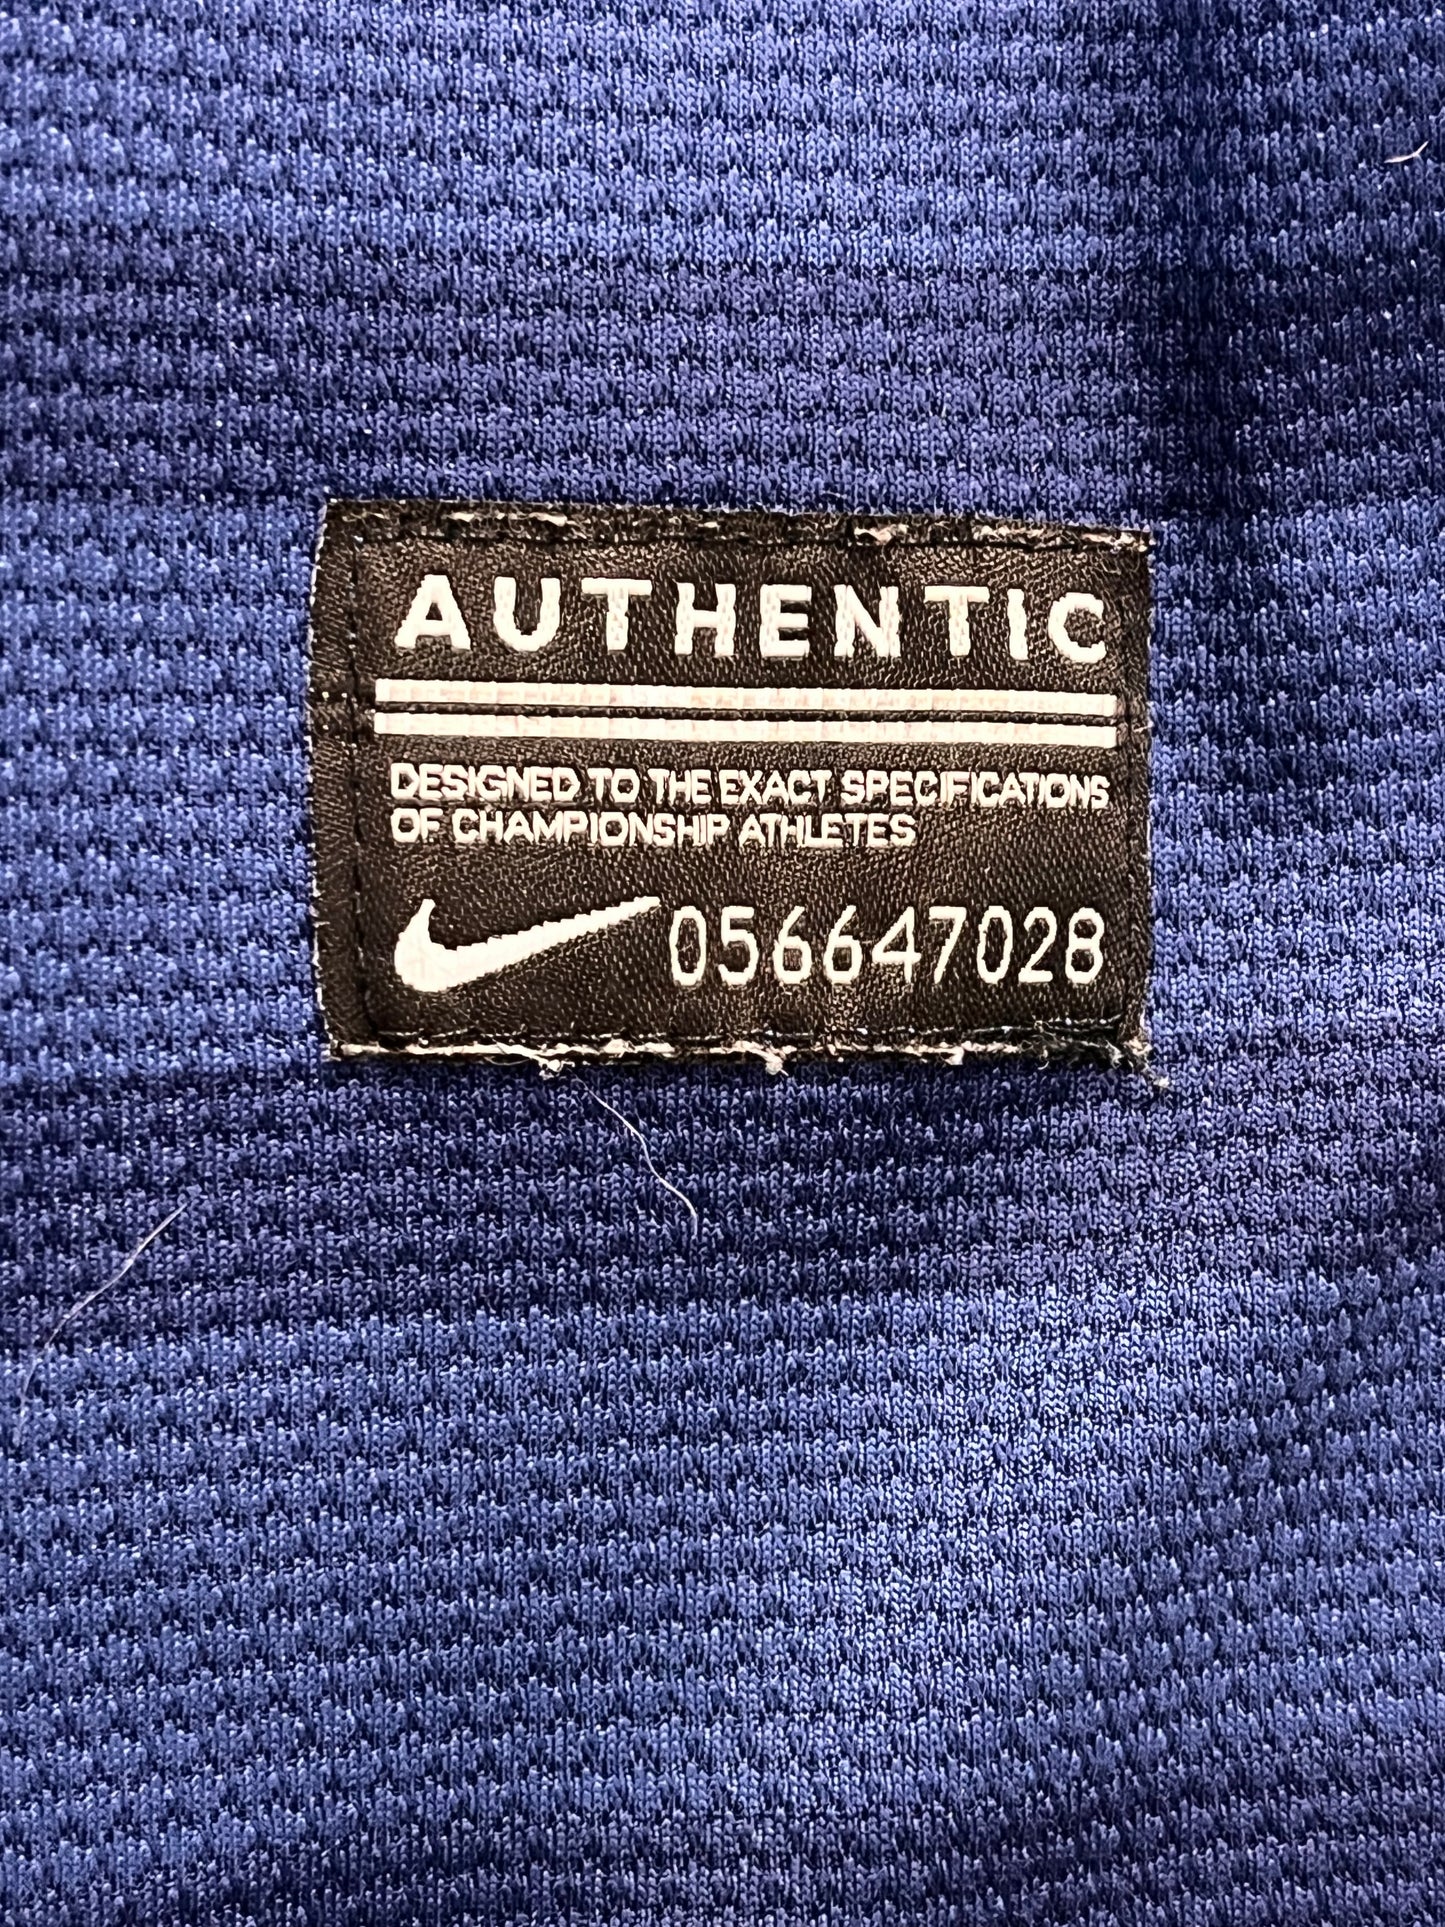 AUTHENTIC
DESIGNED TO THE EXACT SPECIFICATIONS
OF CHAMPIONSHIP ATHLETES
056647028